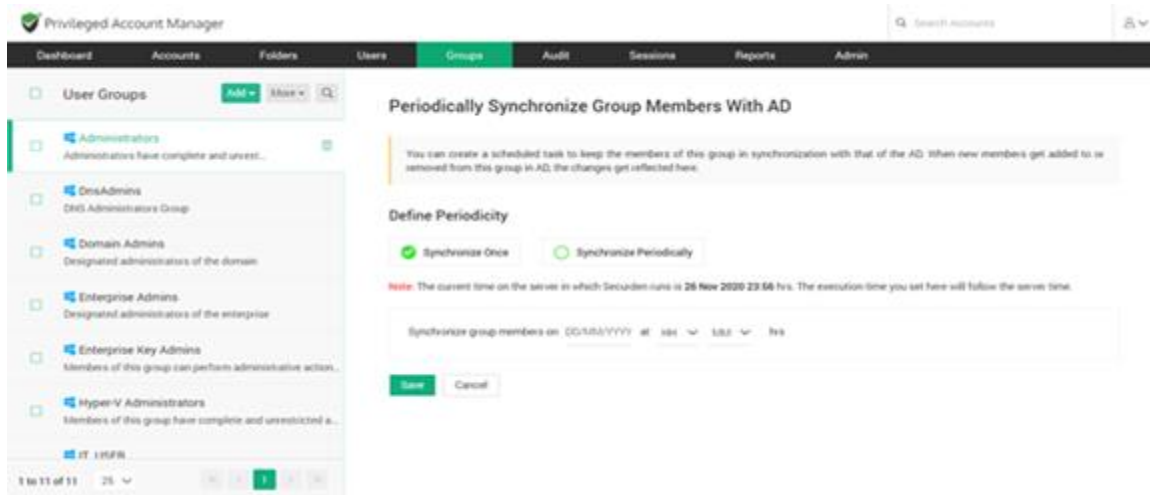 Privileged Account Manager
Search Accounts
Dashboard Accounts Folders Users Groups Audit Sessions Reports Admin
User Groups Add More
Administrators
Administrators have complete and unrest...
DnsAdmins
DNS Administrators Group
Domain Admins
Designated administrators of the domain
Enterprise Admins
Designated administrators of the enterprise
Enterprise Key Admins
Members of this group can perform administrative action...
Hyper-V Administrators
Members of this group have complete and unrestricted a...
IT_USER
1 to 11 of 11 25 1
Periodically Synchronize Group Members With AD
You can create a scheduled task to keep the members of this group in synchronization with that of the AD. When new members get added to or
removed from this group in AD, the changes get reflected here.
Define Periodicity
Synchronize Once Synchronize Periodically
Note: The current time on the server in which Securden runs is 26 Nov 2020 23:56 hrs. The execution time you set here will follow the server time.
Synchronize group members on DD/MM/YYYY at HH MM hrs
Save Cancel